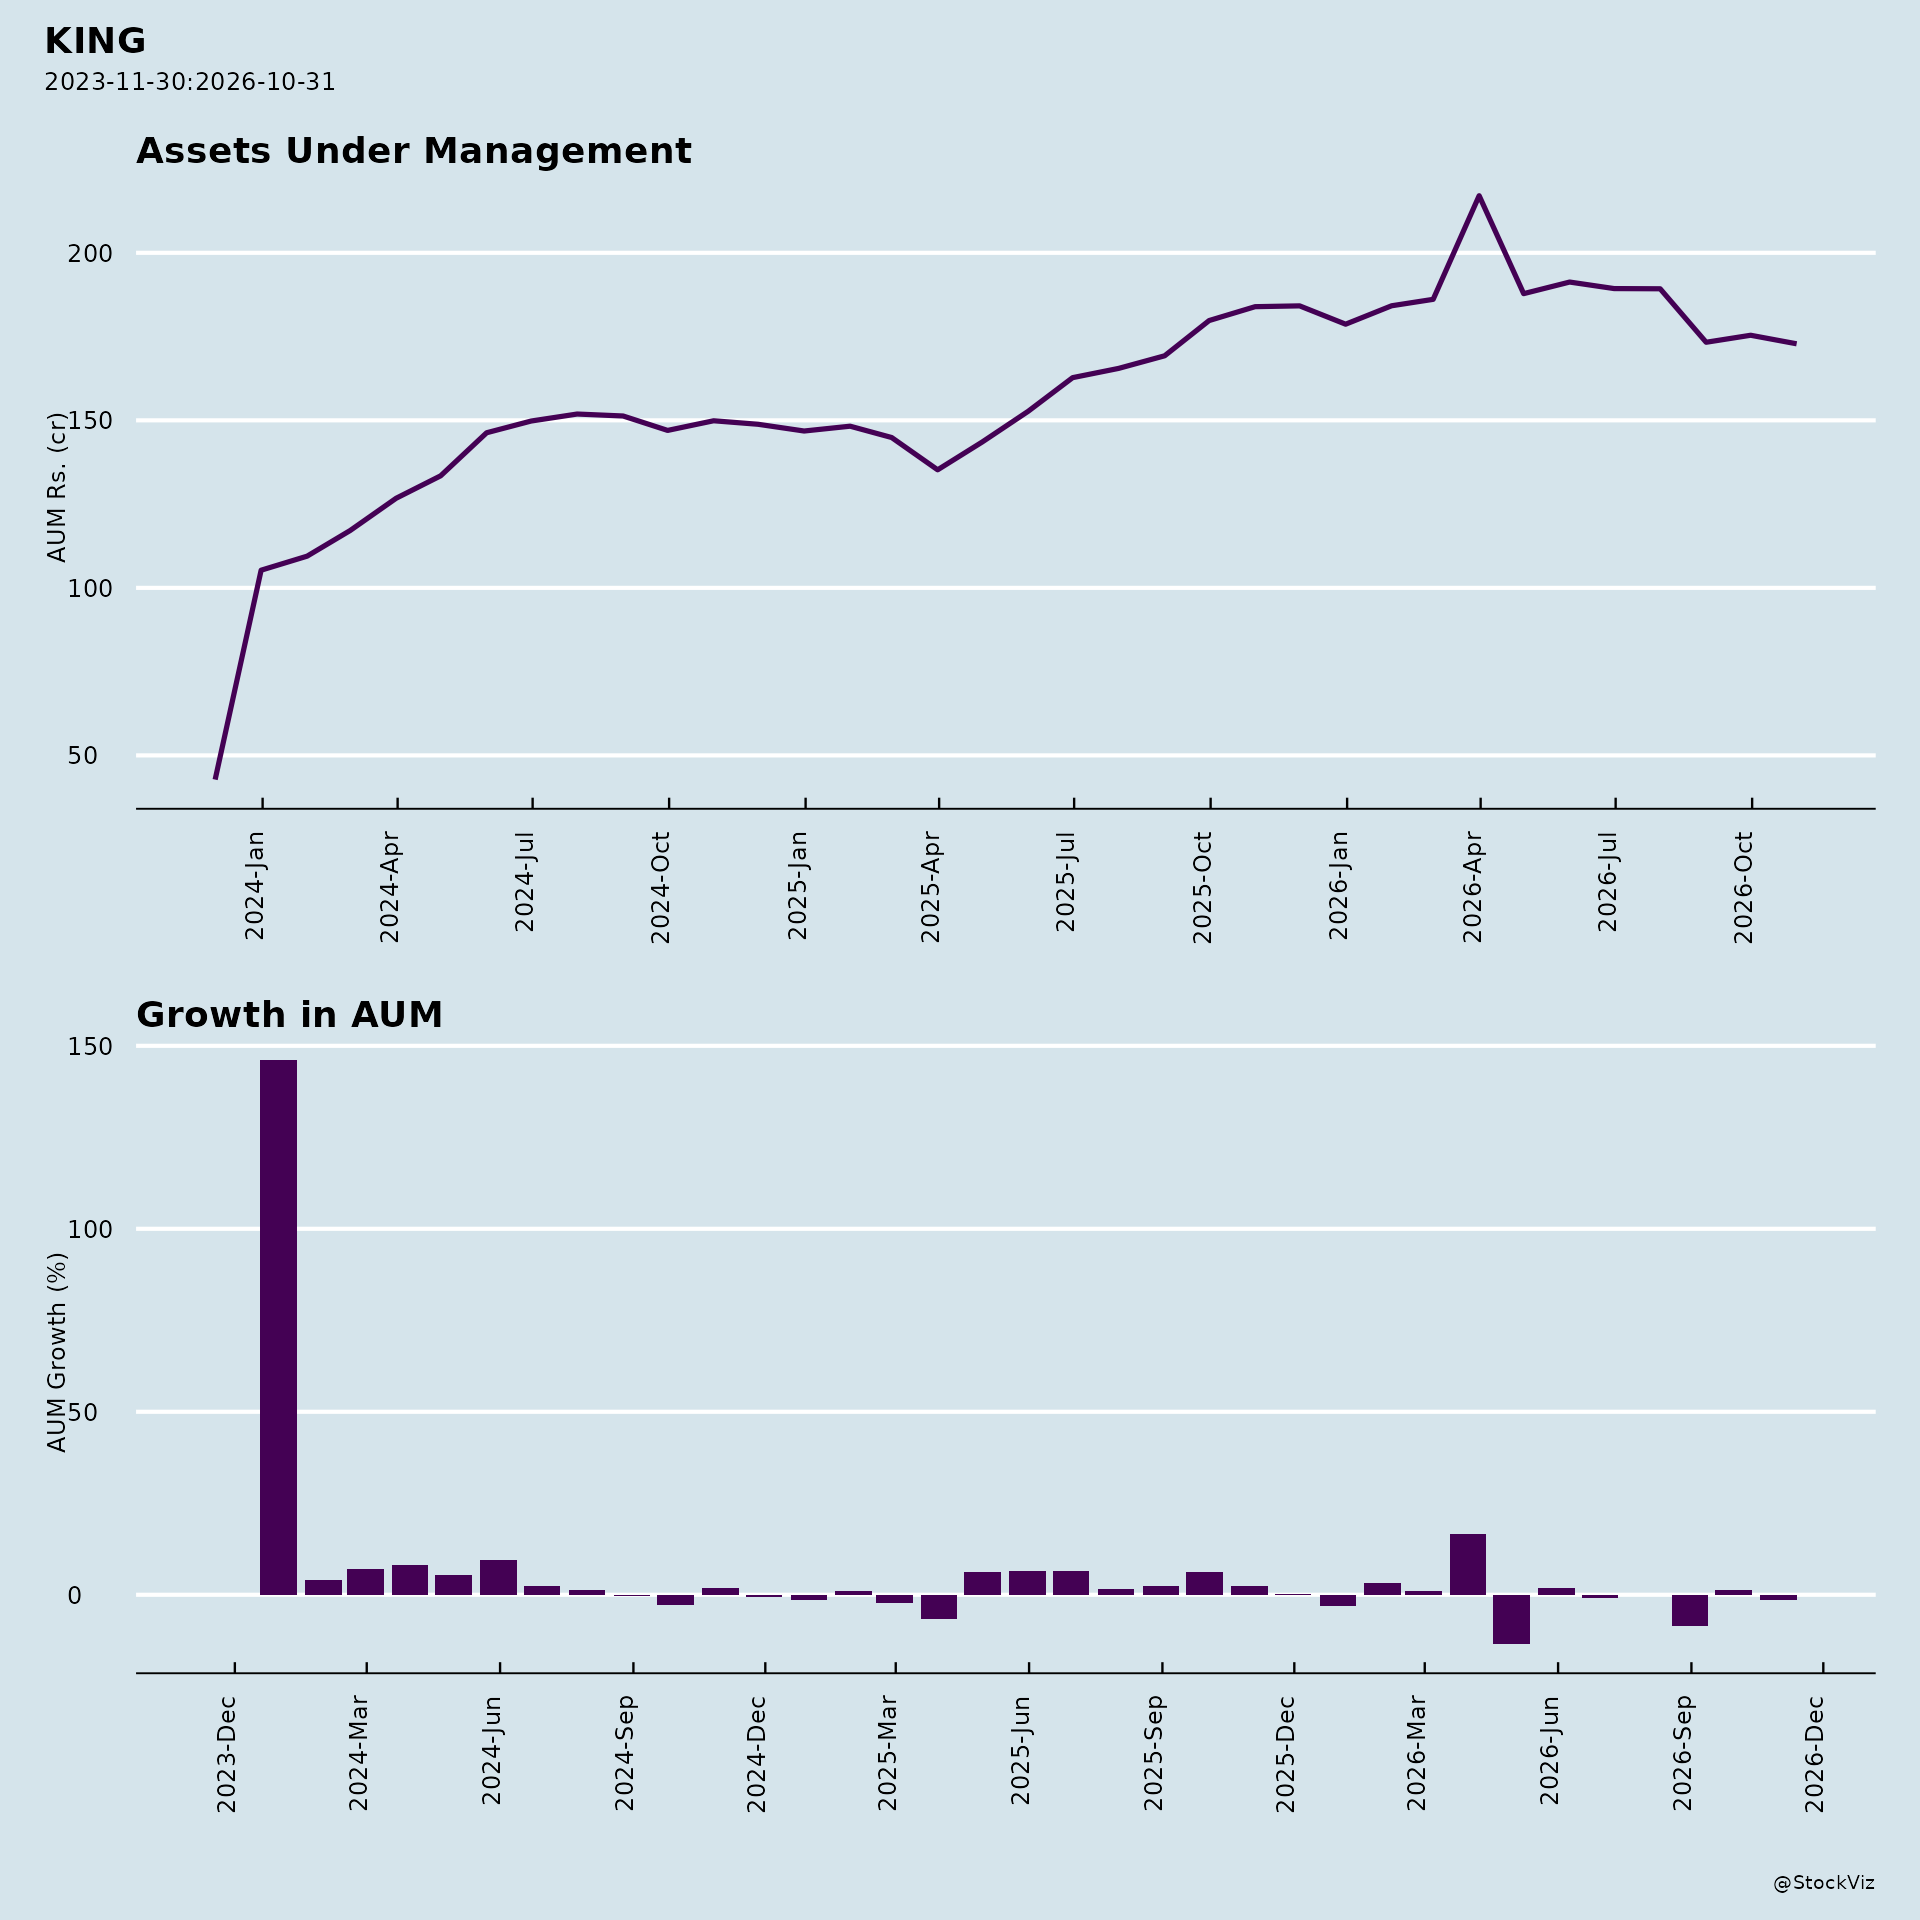 KING
2023-11-30:2026-10-31
Assets Under Management
AUM Rs. (cr)
200
150
100
50
2024-Jan
2024-Apr
2024-Jul
2024-Oct
2025-Jan
2025-Apr
2025-Jul
2025-Oct
2026-Jan
2026-Apr
2026-Jul
2026-Oct
Growth in AUM
AUM Growth (%)
150
100
50
0
2023-Dec
2024-Mar
2024-Jun
2024-Sep
2024-Dec
2025-Mar
2025-Jun
2025-Sep
2025-Dec
2026-Mar
2026-Jun
2026-Sep
2026-Dec
@StockViz